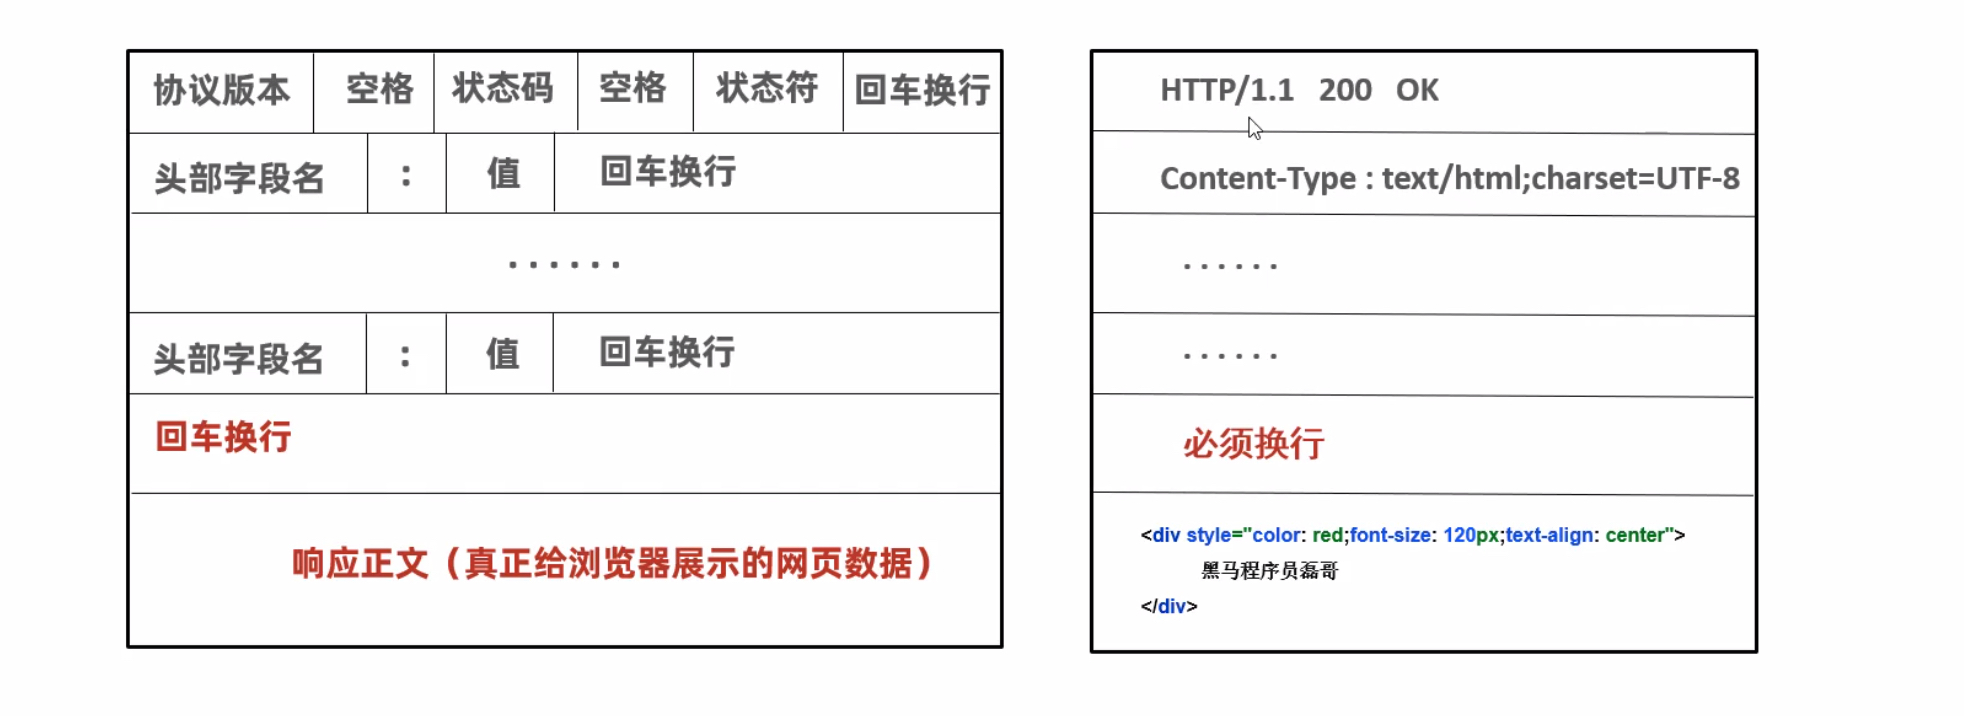 协议版本 空格 状态码 空格 状态符 回车换行
头部字段名 : 值 回车换行
......
头部字段名 : 值 回车换行
回车换行
响应正文（真正给浏览器展示的网页数据）
HTTP/1.1 200 OK
Content-Type : text/html;charset=UTF-8
......
......
必须换行
<div style="color: red;font-size: 120px;text-align: center">
黑马程序员磊哥
</div>